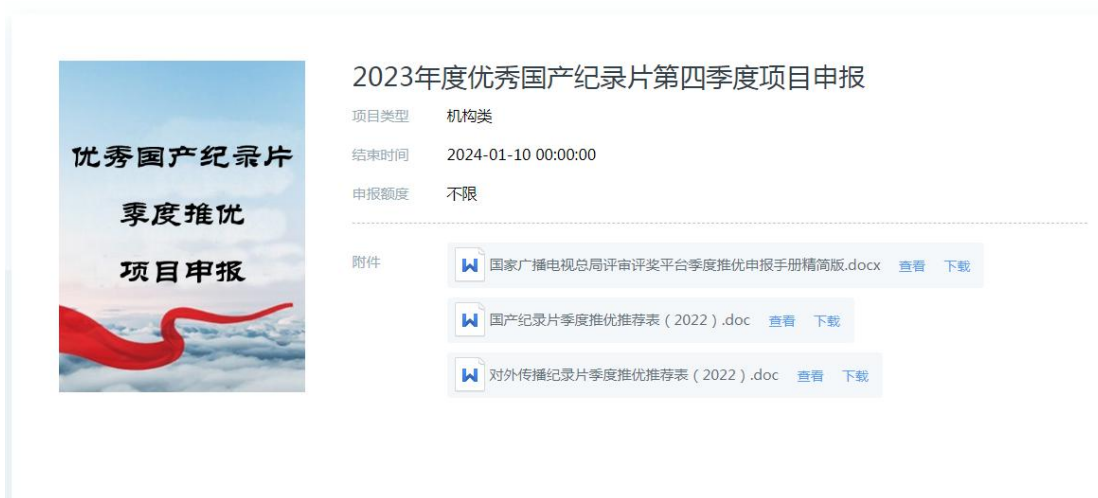 优秀国产纪录片
季度推优
项目申报
2023年度优秀国产纪录片第四季度项目申报
项目类型 机构类
结束时间 2024-01-10 00:00:00
申报额度 不限
附件 国家广播电视总局评审评奖平台季度推优申报手册精简版.docx 查看 下载
国产纪录片季度推优推荐表(2022).doc 查看 下载
对外传播纪录片季度推优推荐表(2022).doc 查看 下载